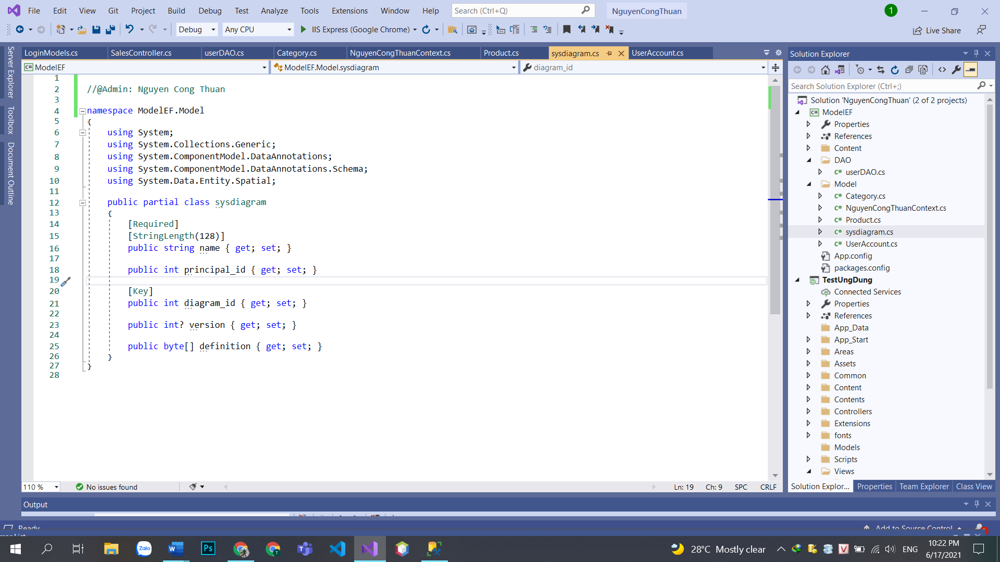 File Edit View Git Project Build Debug Test Analyze Tools Extensions Window Help Search (Ctrl+Q) NguyenCongThuan 1
Debug Any CPU IIS Express (Google Chrome) Live Share
LoginModels.cs SalesController.cs userDAO.cs Category.cs NguyenCongThuanContext.cs Product.cs sysdiagram.cs UserAccount.cs
C# ModelEF ModelEF.Model.sysdiagram diagram_id
Server Explorer
Toolbox
Document Outline
1
2 //@Admin: Nguyen Cong Thuan
3
4 namespace ModelEF.Model
5 {
6 using System;
7 using System.Collections.Generic;
8 using System.ComponentModel.DataAnnotations;
9 using System.ComponentModel.DataAnnotations.Schema;
10 using System.Data.Entity.Spatial;
11
12 public partial class sysdiagram
13 {
14 [Required]
15 [StringLength(128)]
16 public string name { get; set; }
17
18 public int principal_id { get; set; }
19
20 [Key]
21 public int diagram_id { get; set; }
22
23 public int? version { get; set; }
24
25 public byte[] definition { get; set; }
26 }
27 }
28
110 % No issues found Ln: 19 Ch: 9 SPC CRLF
Solution Explorer
Search Solution Explorer (Ctrl+;)
Solution 'NguyenCongThuan' (2 of 2 projects)
C# ModelEF
Properties
References
Content
DAO
C# userDAO.cs
Model
C# Category.cs
C# NguyenCongThuanContext.cs
C# Product.cs
C# sysdiagram.cs
C# UserAccount.cs
App.config
packages.config
TestUngDung
Connected Services
Properties
References
App_Data
App_Start
Areas
Assets
Common
Content
Contents
Controllers
Extensions
fonts
Models
Scripts
Views
Solution Explor... Properties Team Explorer Class View
Output
Ready Add to Source Control
Zalo W Ps 28°C Mostly clear V ENG 10:22 PM
6/17/2021